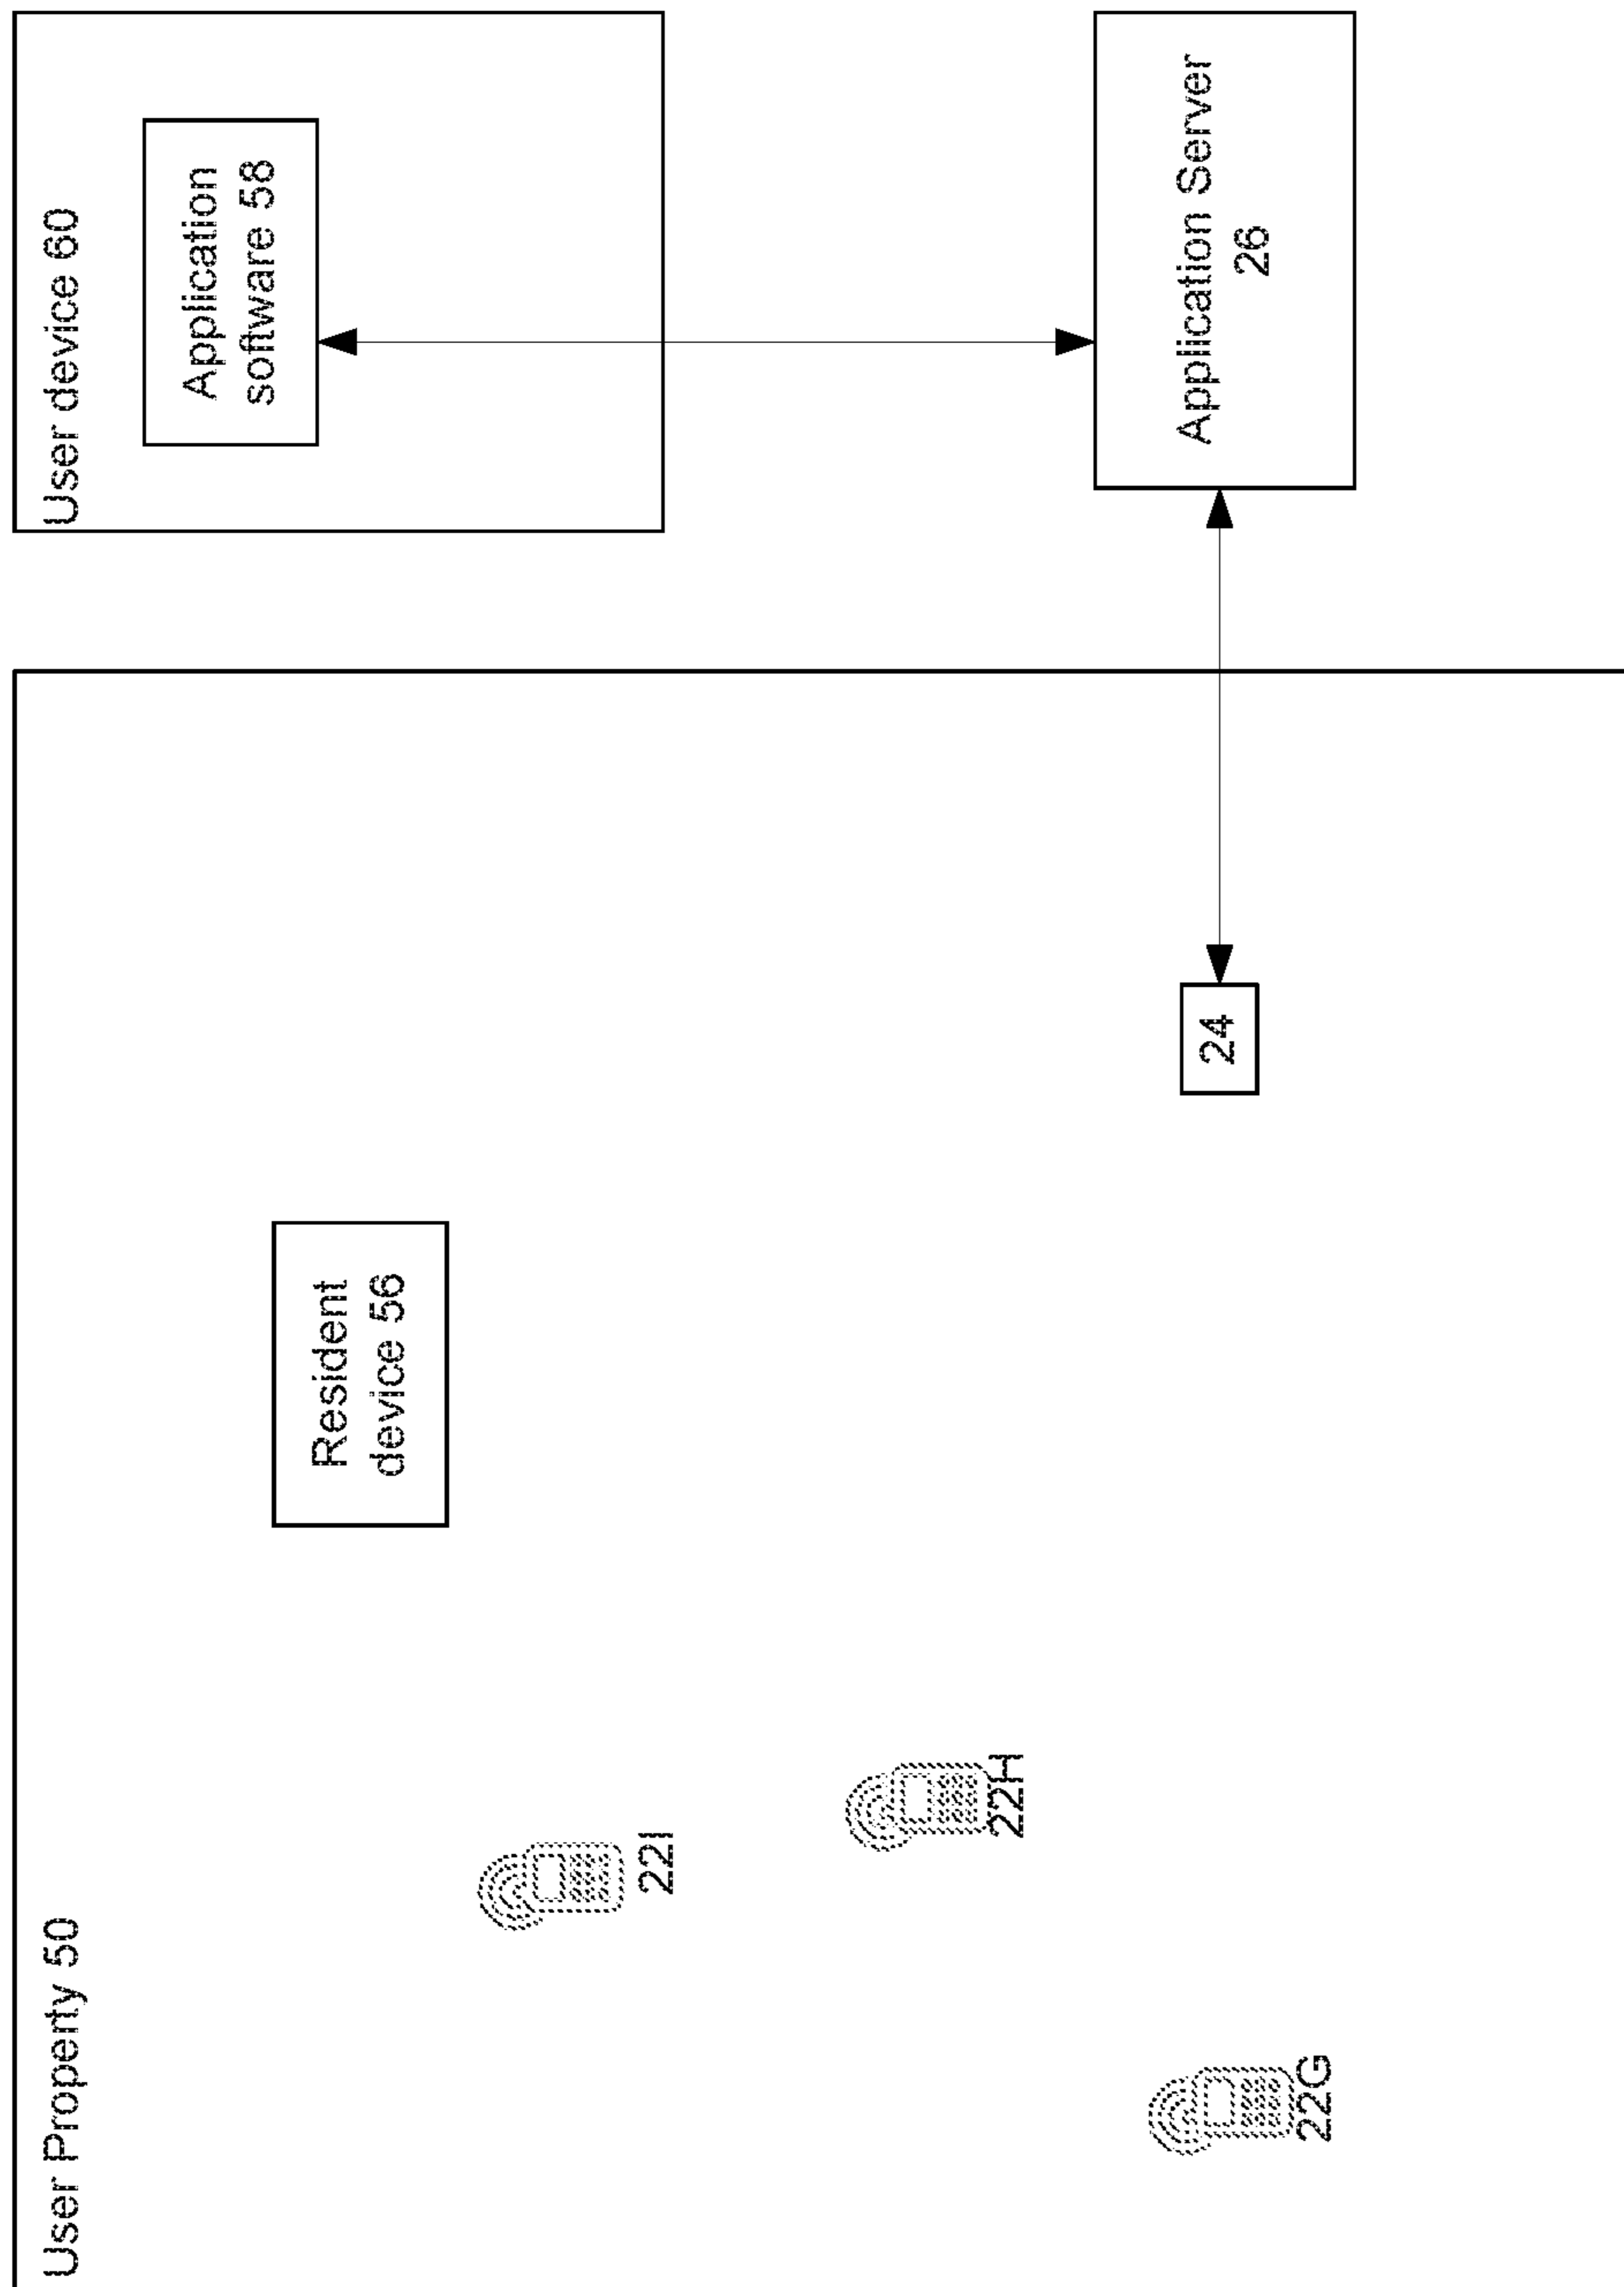 User Property 50
User device 60
Application
software 58
Resident
device 56
22I
22H
22G
24
Application Server
26